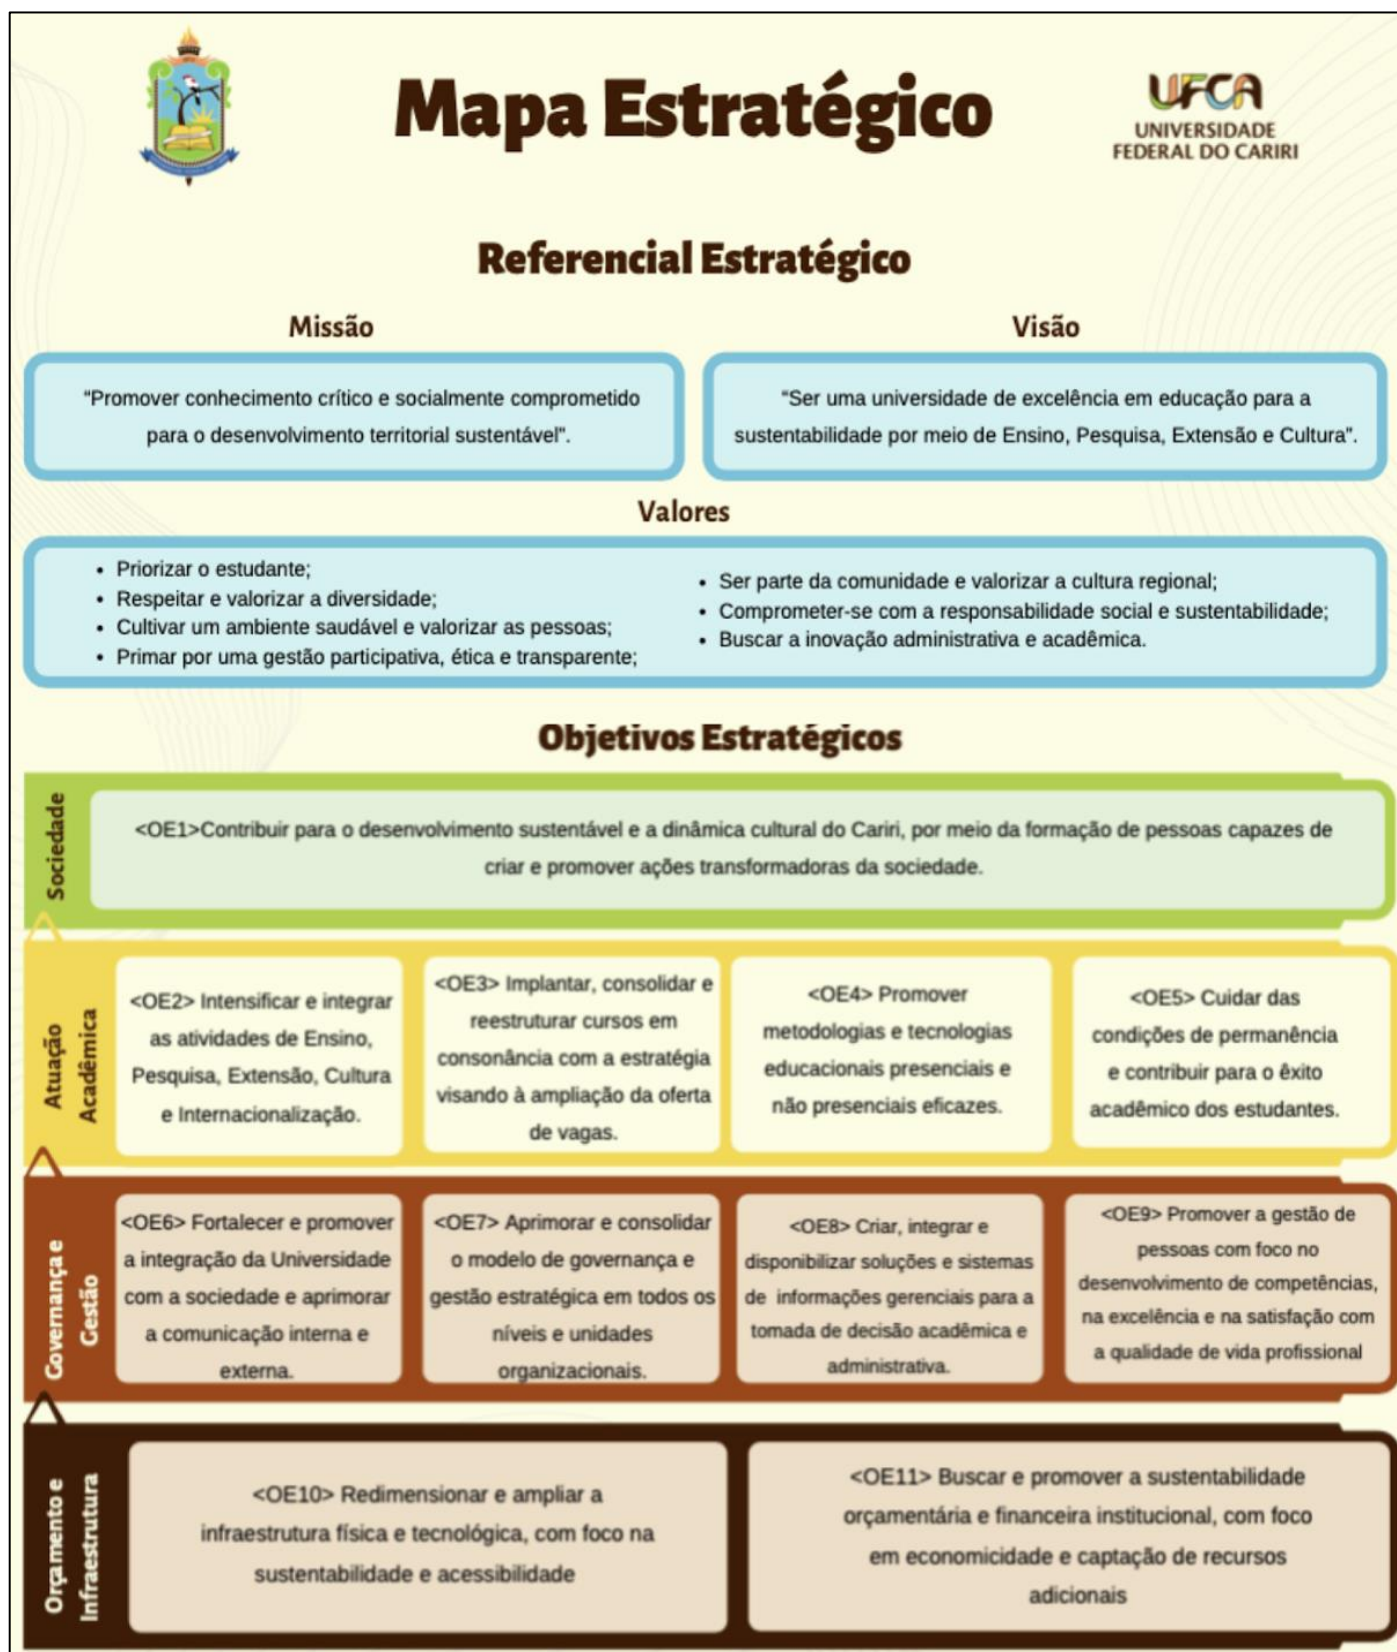 Mapa Estratégico
UFCA
UNIVERSIDADE
FEDERAL DO CARIRI
Referencial Estratégico
Missão
“Promover conhecimento crítico e socialmente comprometido
para o desenvolvimento territorial sustentável”.
Visão
“Ser uma universidade de excelência em educação para a
sustentabilidade por meio de Ensino, Pesquisa, Extensão e Cultura”.
Valores
• Priorizar o estudante;
• Respeitar e valorizar a diversidade;
• Cultivar um ambiente saudável e valorizar as pessoas;
• Primar por uma gestão participativa, ética e transparente;
• Ser parte da comunidade e valorizar a cultura regional;
• Comprometer-se com a responsabilidade social e sustentabilidade;
• Buscar a inovação administrativa e acadêmica.
Objetivos Estratégicos
Sociedade
<OE1>Contribuir para o desenvolvimento sustentável e a dinâmica cultural do Cariri, por meio da formação de pessoas capazes de
criar e promover ações transformadoras da sociedade.
Atuação
Acadêmica
<OE2> Intensificar e integrar
as atividades de Ensino,
Pesquisa, Extensão, Cultura
e Internacionalização.
<OE3> Implantar, consolidar e
reestruturar cursos em
consonância com a estratégia
visando à ampliação da oferta
de vagas.
<OE4> Promover
metodologias e tecnologias
educacionais presenciais e
não presenciais eficazes.
<OE5> Cuidar das
condições de permanência
e contribuir para o êxito
acadêmico dos estudantes.
Governança e
Gestão
<OE6> Fortalecer e promover
a integração da Universidade
com a sociedade e aprimorar
a comunicação interna e
externa.
<OE7> Aprimorar e consolidar
o modelo de governança e
gestão estratégica em todos os
níveis e unidades
organizacionais.
<OE8> Criar, integrar e
disponibilizar soluções e sistemas
de informações gerenciais para a
tomada de decisão acadêmica e
administrativa.
<OE9> Promover a gestão de
pessoas com foco no
desenvolvimento de competências,
na excelência e na satisfação com
a qualidade de vida profissional
Orçamento e
Infraestrutura
<OE10> Redimensionar e ampliar a
infraestrutura física e tecnológica, com foco na
sustentabilidade e acessibilidade
<OE11> Buscar e promover a sustentabilidade
orçamentária e financeira institucional, com foco
em economicidade e captação de recursos
adicionais